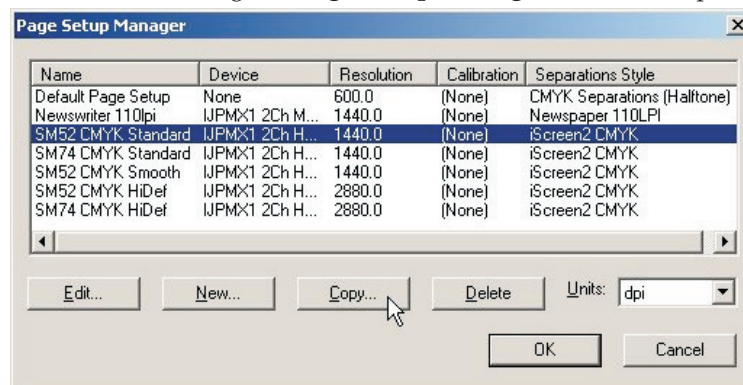 Page Setup Manager
Name Device Resolution Calibration Separations Style
Default Page Setup None 600.0 (None) CMYK Separations (Halftone)
Newswriter 110lpi IJPMX1 2Ch M... 1440.0 (None) Newspaper 110LPI
SM52 CMYK Standard IJPMX1 2Ch H... 1440.0 (None) iScreen2 CMYK
SM74 CMYK Standard IJPMX1 2Ch H... 1440.0 (None) iScreen2 CMYK
SM52 CMYK Smooth IJPMX1 2Ch H... 1440.0 (None) iScreen2 CMYK
SM52 CMYK HiDef IJPMX1 2Ch H... 2880.0 (None) iScreen2 CMYK
SM74 CMYK HiDef IJPMX1 2Ch H... 2880.0 (None) iScreen2 CMYK
Edit... New... Copy... Delete Units: dpi
OK Cancel